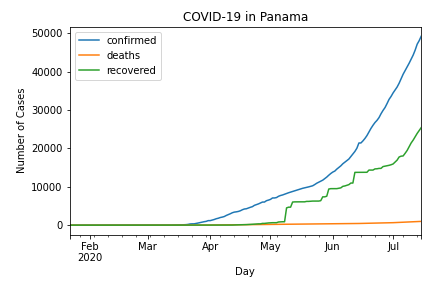 COVID-19 in Panama
confirmed
deaths
recovered
Number of Cases
50000
40000
30000
20000
10000
0
Feb
2020
Mar
Apr
May
Jun
Jul
Day